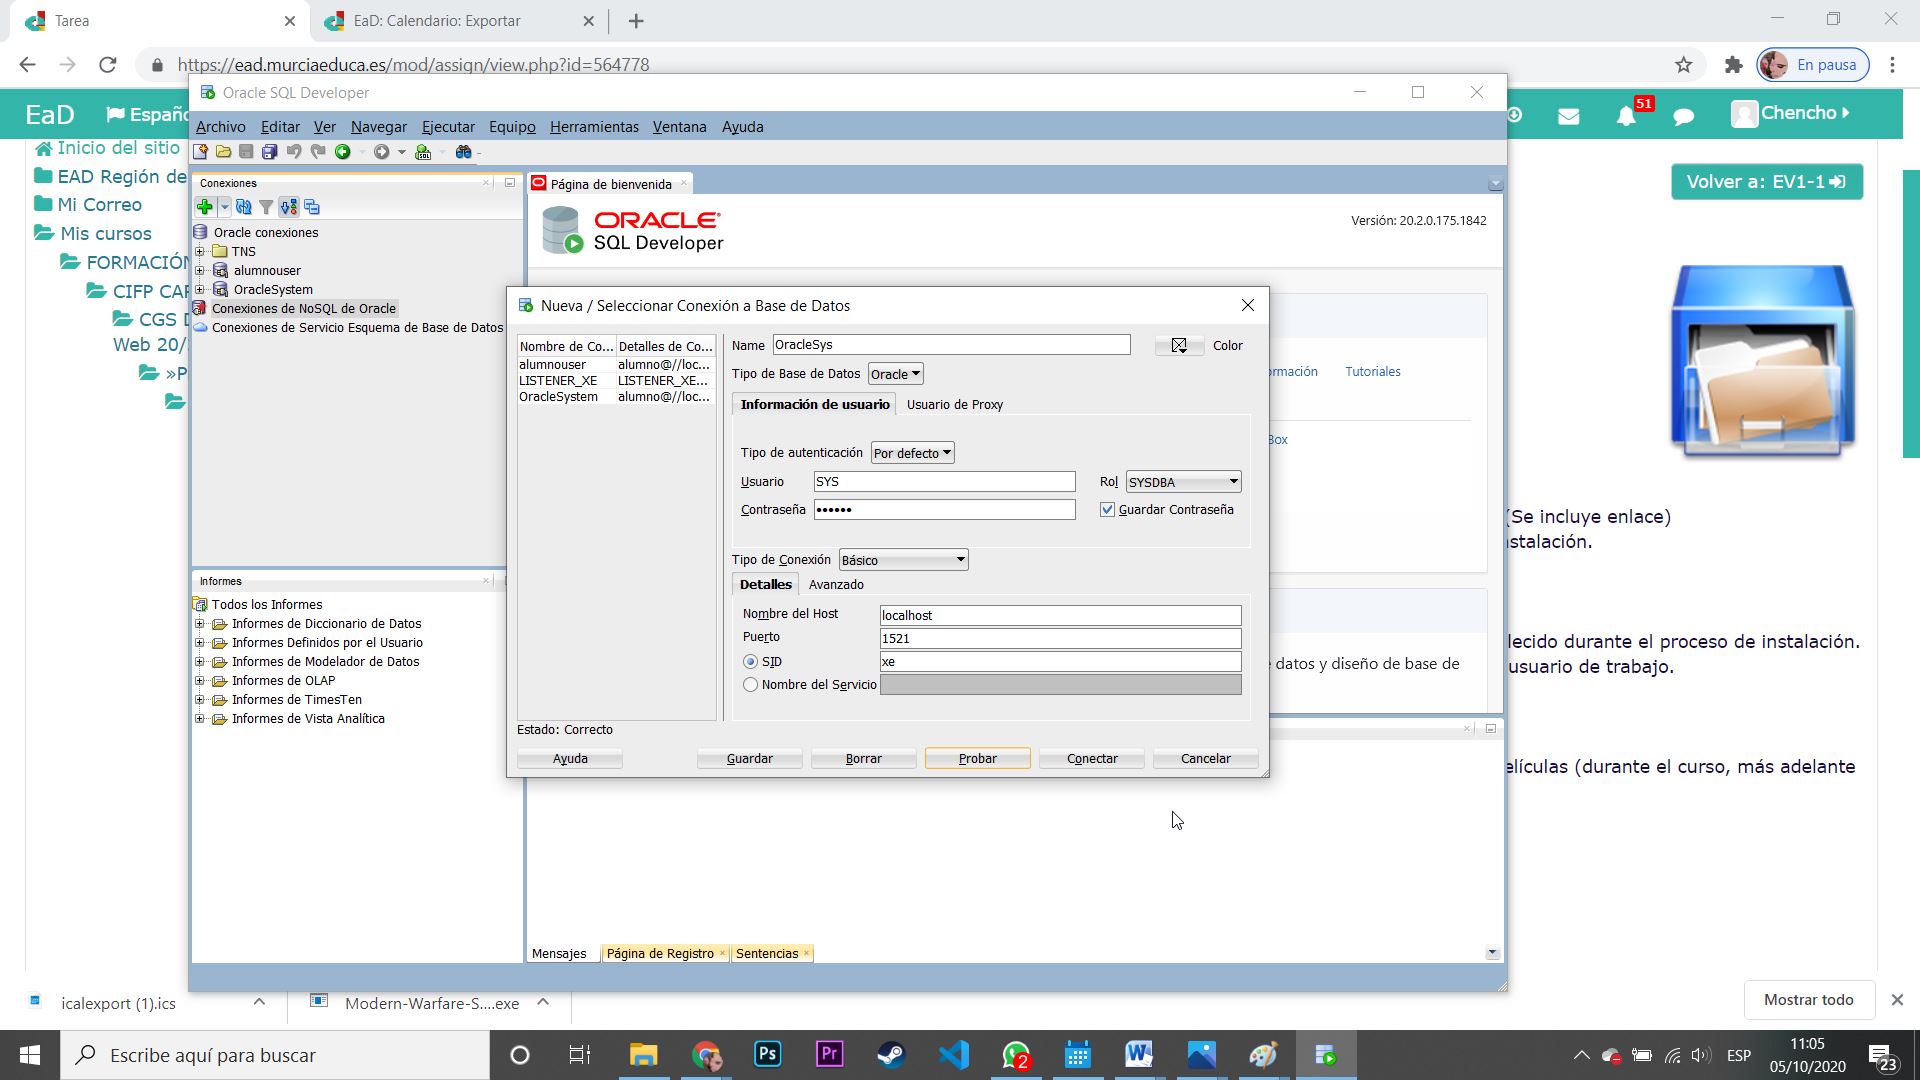 Tarea
EaD: Calendario: Exportar
https://ead.murciaeduca.es/mod/assign/view.php?id=564778
En pausa
EaD
Españo
51
Chencho
Inicio del sitio
EAD Región de
Mi Correo
Mis cursos
FORMACIÓN
CIFP CAR
CGS D
Web 20/
»P
Volver a: EV1-1
(Se incluye enlace)
stalación.
lecido durante el proceso de instalación.
usuario de trabajo.
elículas (durante el curso, más adelante
Oracle SQL Developer
Archivo Editar Ver Navegar Ejecutar Equipo Herramientas Ventana Ayuda
Conexiones
Oracle conexiones
TNS
alumnouser
OracleSystem
Conexiones de NoSQL de Oracle
Conexiones de Servicio Esquema de Base de Datos
Informes
Todos los Informes
Informes de Diccionario de Datos
Informes Definidos por el Usuario
Informes de Modelador de Datos
Informes de OLAP
Informes de TimesTen
Informes de Vista Analítica
Página de bienvenida
ORACLE
SQL Developer
Versión: 20.2.0.175.1842
ormación Tutoriales
Box
e datos y diseño de base de
Nueva / Seleccionar Conexión a Base de Datos
Nombre de Co... Detalles de Co...
alumnouser alumno@//loc...
LISTENER_XE LISTENER_XE...
OracleSystem alumno@//loc...
Name OracleSys Color
Tipo de Base de Datos Oracle
Información de usuario Usuario de Proxy
Tipo de autenticación Por defecto
Usuario SYS Rol SYSDBA
Contraseña •••••• Guardar Contraseña
Tipo de Conexión Básico
Detalles Avanzado
Nombre del Host localhost
Puerto 1521
SID xe
Nombre del Servicio
Estado: Correcto
Ayuda Guardar Borrar Probar Conectar Cancelar
Mensajes Página de Registro Sentencias
icalexport (1).ics
Modern-Warfare-S....exe
Mostrar todo
Escribe aquí para buscar
Ps
Pr
2
W
ESP
11:05
05/10/2020
23